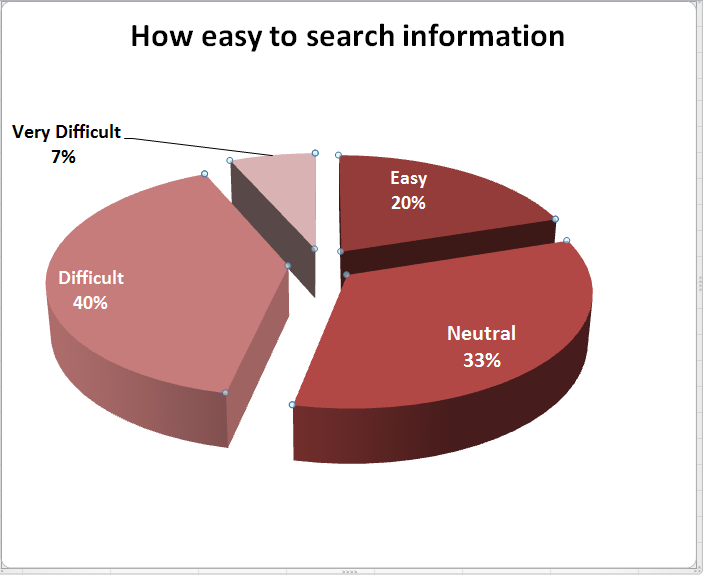 How easy to search information
Very Difficult
7%
Easy
20%
Difficult
40%
Neutral
33%